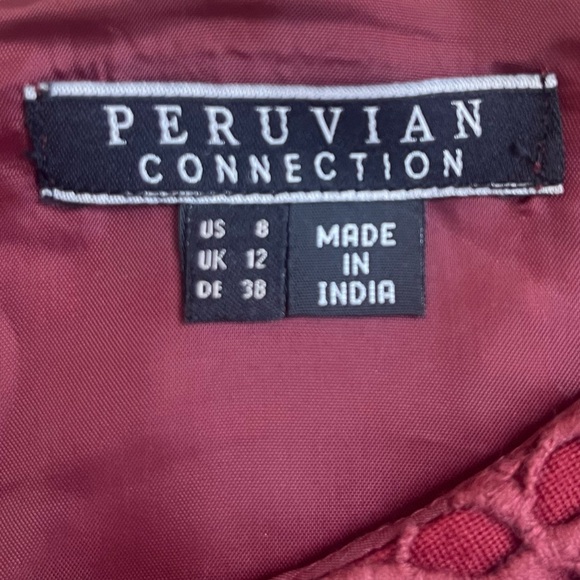 PERUVIAN
CONNECTION
US 8
UK 12
DE 38
MADE
IN
INDIA